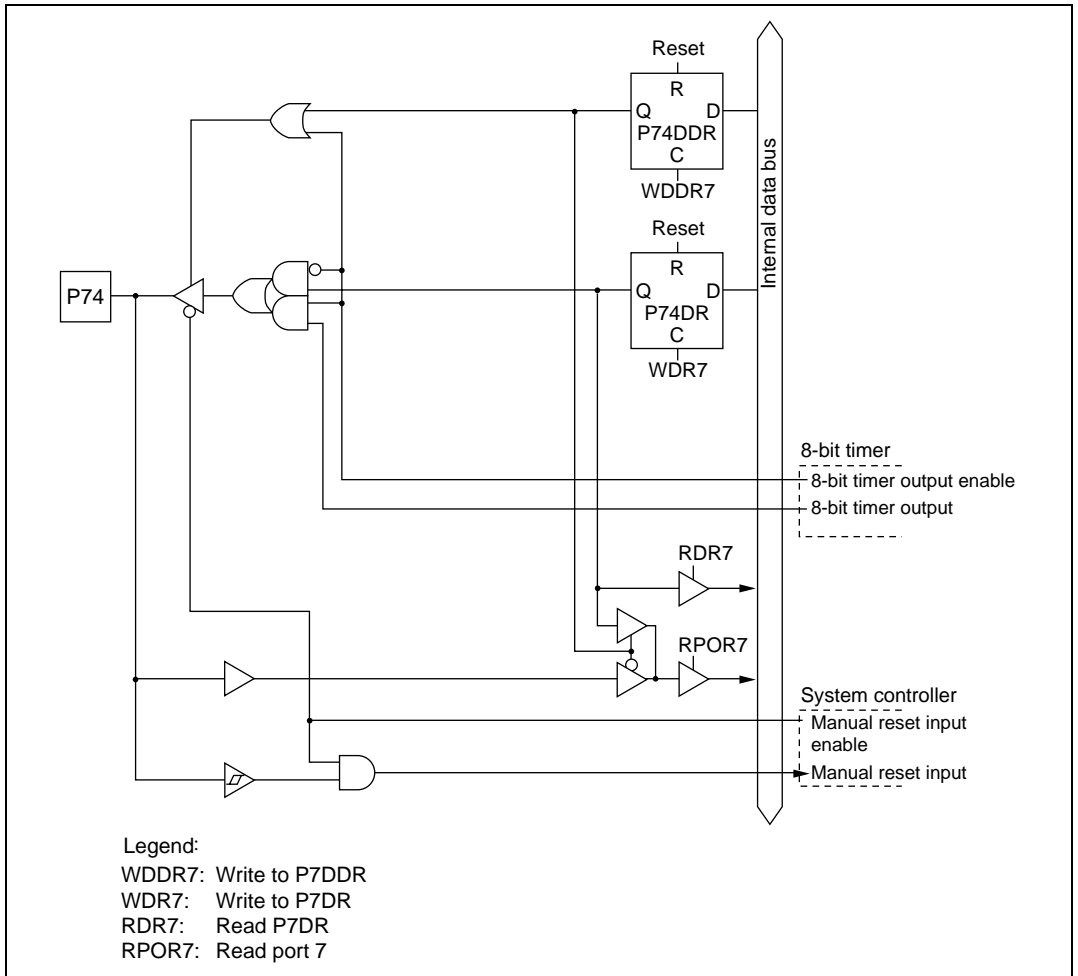 Reset
R
Q D
P74DDR
C
WDDR7
Internal data bus
Reset
R
Q D
P74DR
C
WDR7
P74
8-bit timer
8-bit timer output enable
8-bit timer output
RDR7
RPOR7
System controller
Manual reset input
enable
Manual reset input
Legend:
WDDR7: Write to P7DDR
WDR7: Write to P7DR
RDR7: Read P7DR
RPOR7: Read port 7